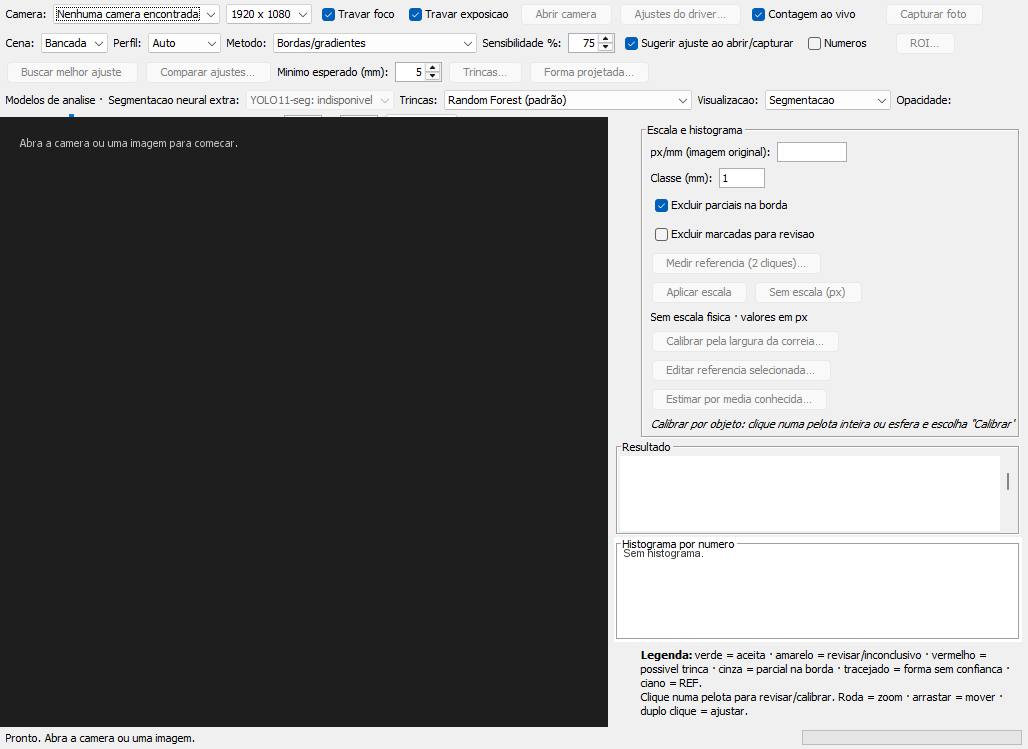 Camera: Nenhuma camera encontrada 1920 x 1080 Travar foco Travar exposicao Abrir camera Ajustes do driver... Contagem ao vivo Capturar foto
Cena: Bancada Perfil: Auto Metodo: Bordas/gradientes Sensibilidade %: 75 Sugerir ajuste ao abrir/capturar Numeros ROI...
Buscar melhor ajuste Comparar ajustes... Minimo esperado (mm): 5 Trincas... Forma projetada...
Modelos de analise · Segmentacao neural extra: YOLO11-seg: indisponivel Trincas: Random Forest (padrão) Visualizacao: Segmentacao Opacidade:
Abra a camera ou uma imagem para comecar.
Escala e histograma
px/mm (imagem original):
Classe (mm): 1
Excluir parciais na borda
Excluir marcadas para revisao
Medir referencia (2 cliques)...
Aplicar escala Sem escala (px)
Sem escala fisica · valores em px
Calibrar pela largura da correia...
Editar referencia selecionada...
Estimar por media conhecida...
Calibrar por objeto: clique numa pelota inteira ou esfera e escolha "Calibrar"
Resultado
Histograma por numero
Sem histograma.
Legenda: verde = aceita · amarelo = revisar/inconclusivo · vermelho =
possivel trinca · cinza = parcial na borda · tracejado = forma sem confianca ·
ciano = REF.
Clique numa pelota para revisar/calibrar. Roda = zoom · arrastar = mover ·
duplo clique = ajustar.
Pronto. Abra a camera ou uma imagem.